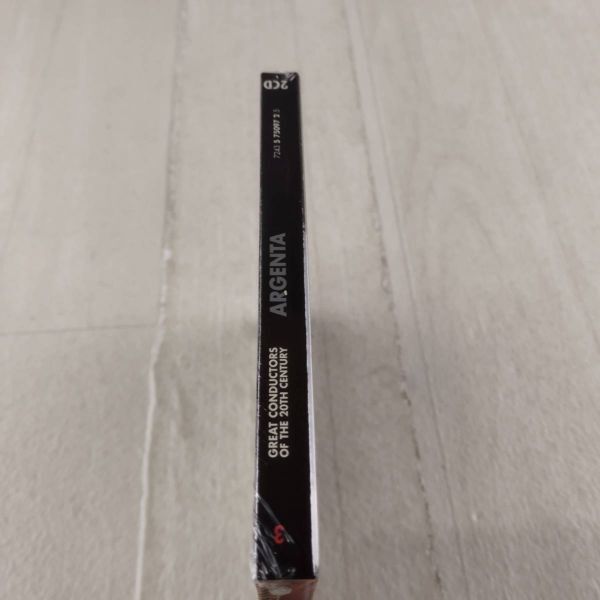 GREAT CONDUCTORS
OF THE 20TH CENTURY
ARGENTA
7243 5 75097 2 5
2CD